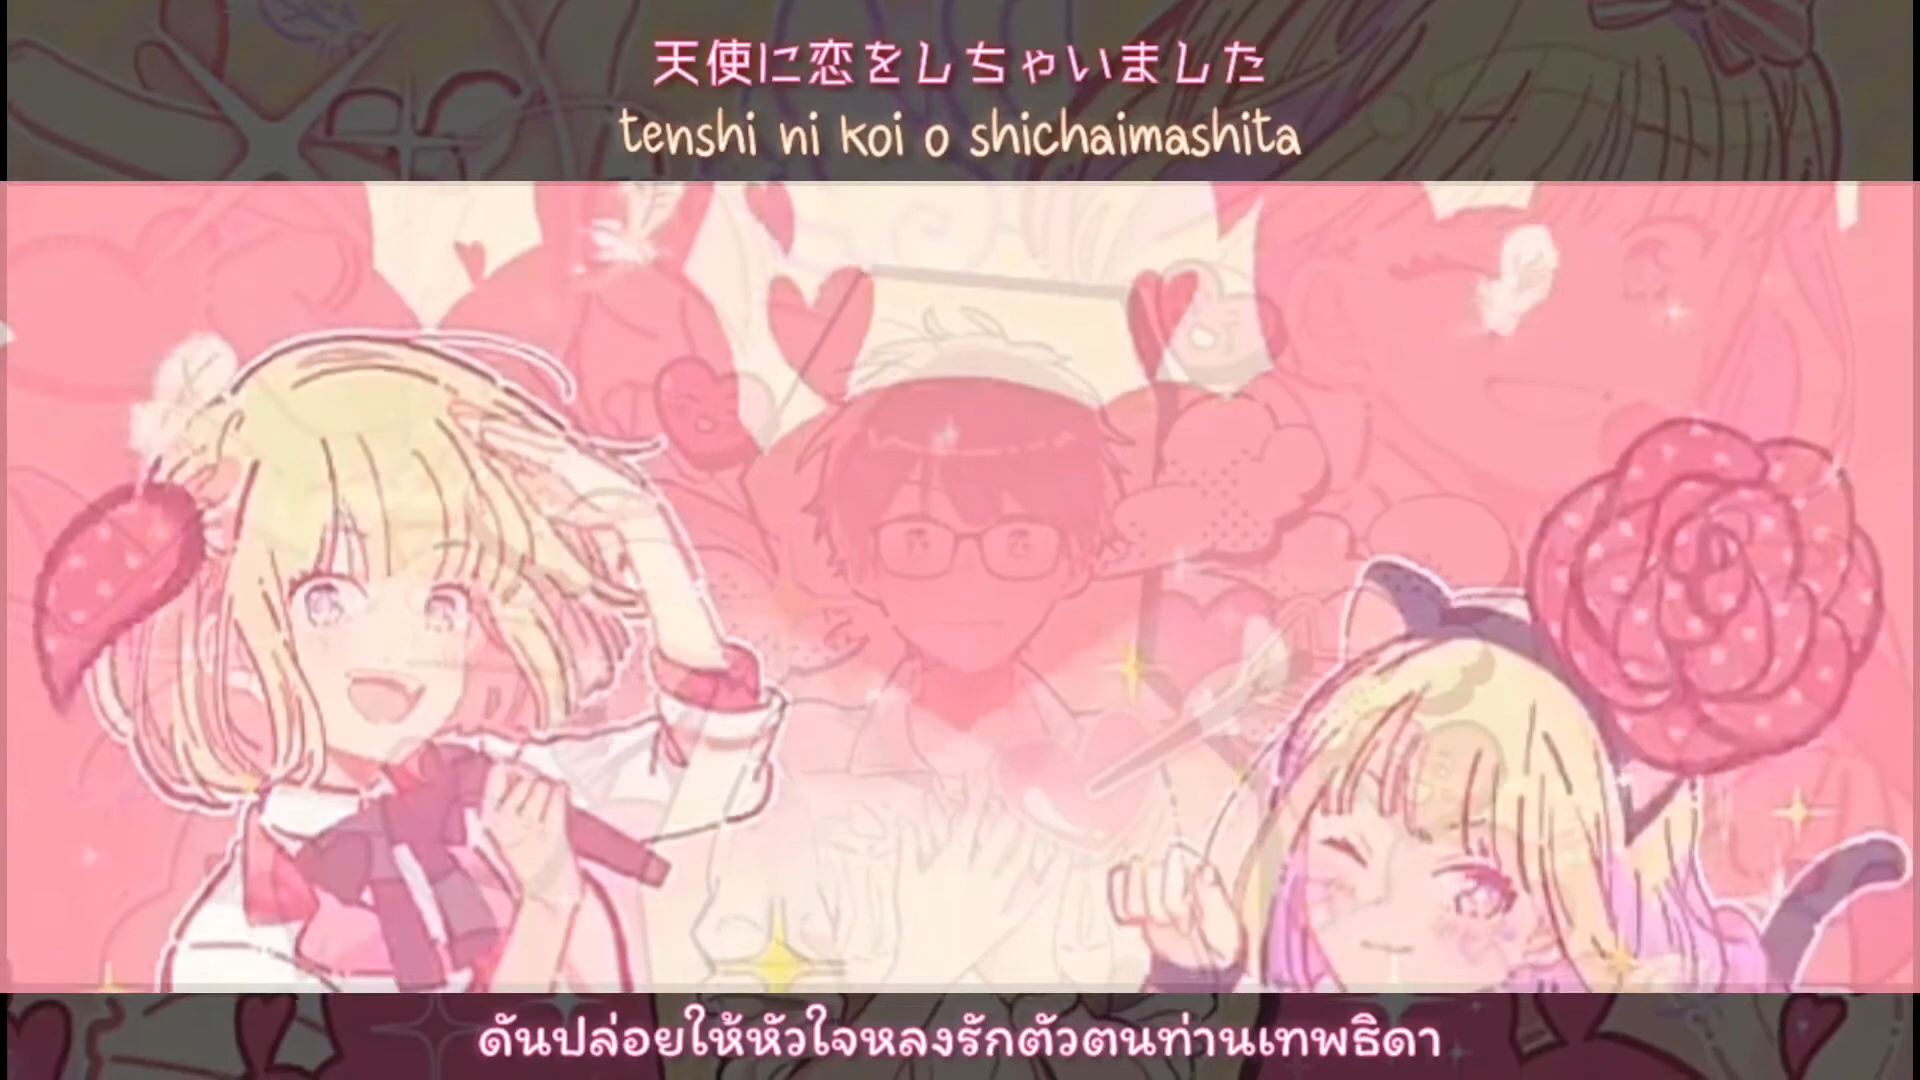 天使に恋をしちゃいました
tenshi ni koi o shichaimashita
ดันปล่อยให้หัวใจหลงรักตัวตนท่านเทพธิดา